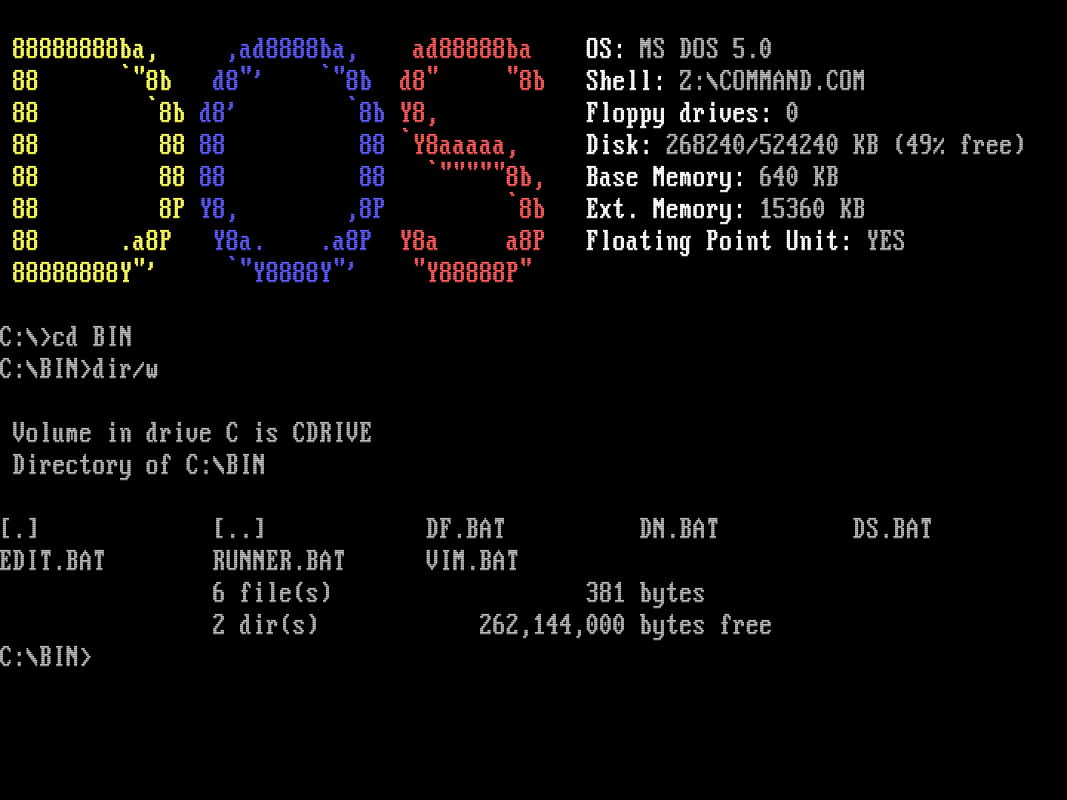 88888888ba,      ,ad8888ba,    ad88888ba    OS: MS DOS 5.0
88      `"8b   d8"'    `"8b  d8"     "8b   Shell: Z:\COMMAND.COM
88        `8b d8'        `8b Y8,           Floppy drives: 0
88         88 88          88 `Y8aaaaa,     Disk: 268240/524240 KB (49% free)
88         88 88          88   `"""""8b,   Base Memory: 640 KB
88         8P Y8,        ,8P         `8b   Ext. Memory: 15360 KB
88      .a8P   Y8a.    .a8P  Y8a     a8P   Floating Point Unit: YES
88888888Y"'     `"Y8888Y"'    "Y88888P"
C:\>cd BIN
C:\BIN>dir/w
Volume in drive C is CDRIVE
Directory of C:\BIN
[.]             [..]            DF.BAT          DN.BAT          DS.BAT
EDIT.BAT        RUNNER.BAT      VIM.BAT
6 file(s)                   381 bytes
2 dir(s)            262,144,000 bytes free
C:\BIN>